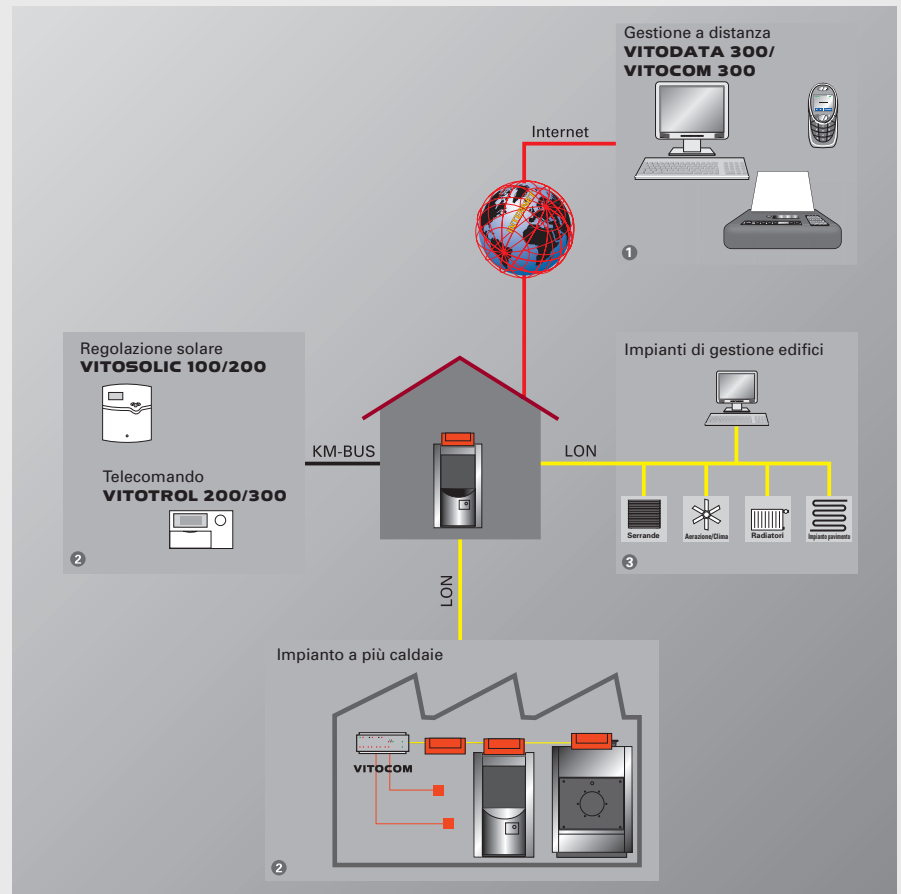 Gestione a distanza
VITODATA 300/
VITOCOM 300
Internet
1
Regolazione solare
VITOSOLIC 100/200
Telecomando
VITOTROL 200/300
2
KM-BUS
LON
Impianti di gestione edifici
Serrande
Aerazione/Clima
Radiatori
Impianto pavimento
3
LON
Impianto a più caldaie
VITOCOM
2